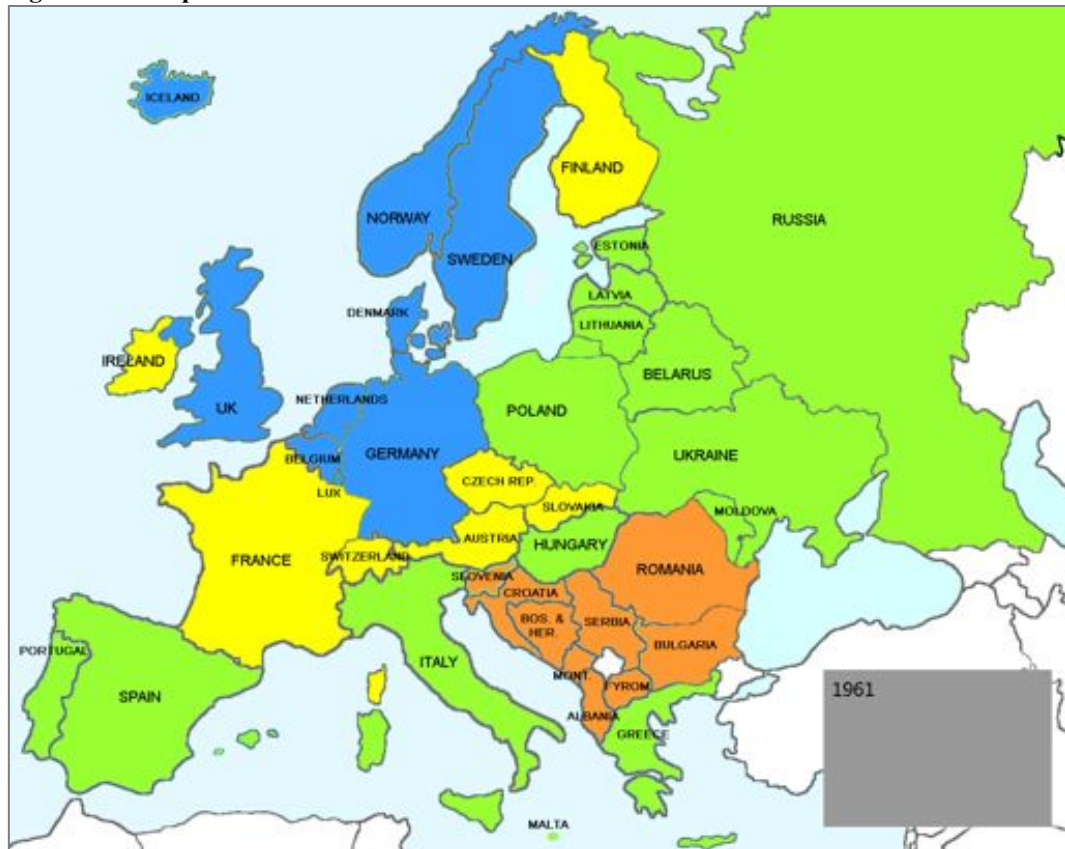 ICELAND
FINLAND
NORWAY
RUSSIA
SWEDEN
ESTONIA
LATVIA
DENMARK
LITHUANIA
IRELAND
BELARUS
NETHERLANDS
UK
POLAND
GERMANY
UKRAINE
BELGIUM
CZECH REP.
LUX
SLOVAKIA
MOLDOVA
AUSTRIA
HUNGARY
SWITZERLAND
FRANCE
ROMANIA
SLOVENIA
CROATIA
BOS. &
HER.
SERBIA
BULGARIA
PORTUGAL
ITALY
MONT.
SPAIN
FYROM
1961
ALBANIA
GREECE
MALTA